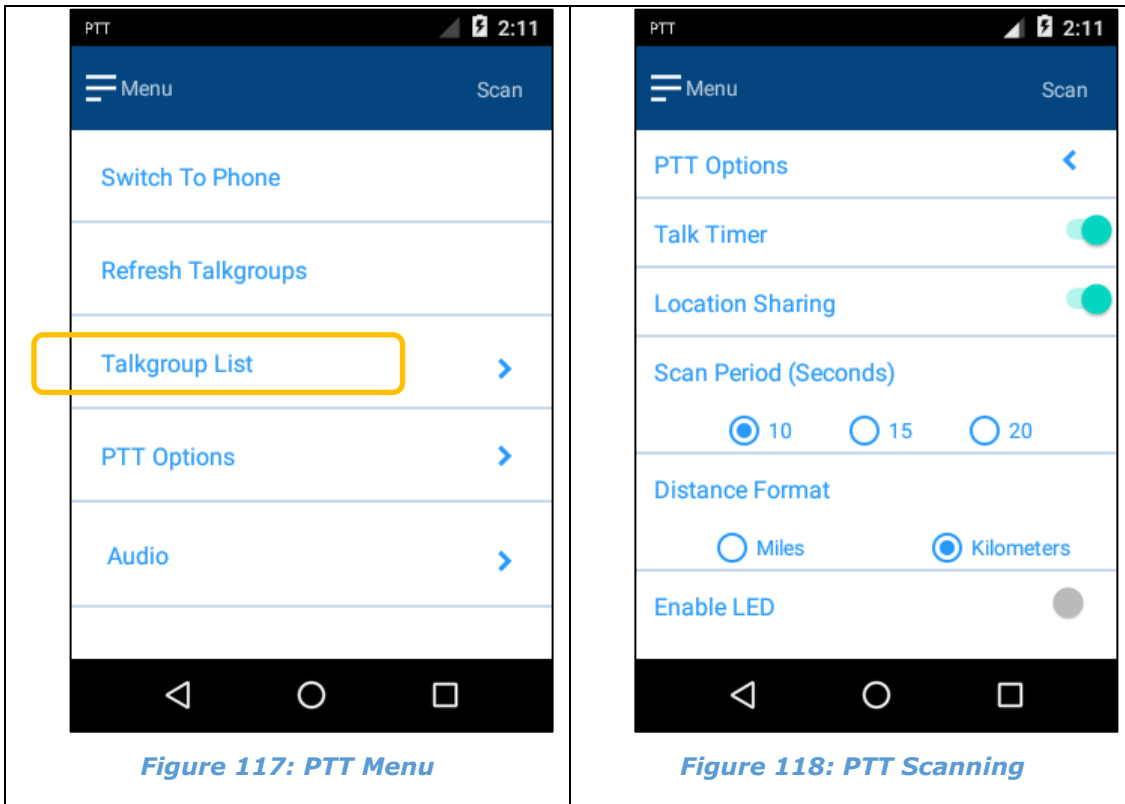 PTT 2:11
Menu Scan
Switch To Phone
Refresh Talkgroups
Talkgroup List
PTT Options
Audio
Figure 117: PTT Menu
PTT 2:11
Menu Scan
PTT Options
Talk Timer
Location Sharing
Scan Period (Seconds)
10 15 20
Distance Format
Miles Kilometers
Enable LED
Figure 118: PTT Scanning